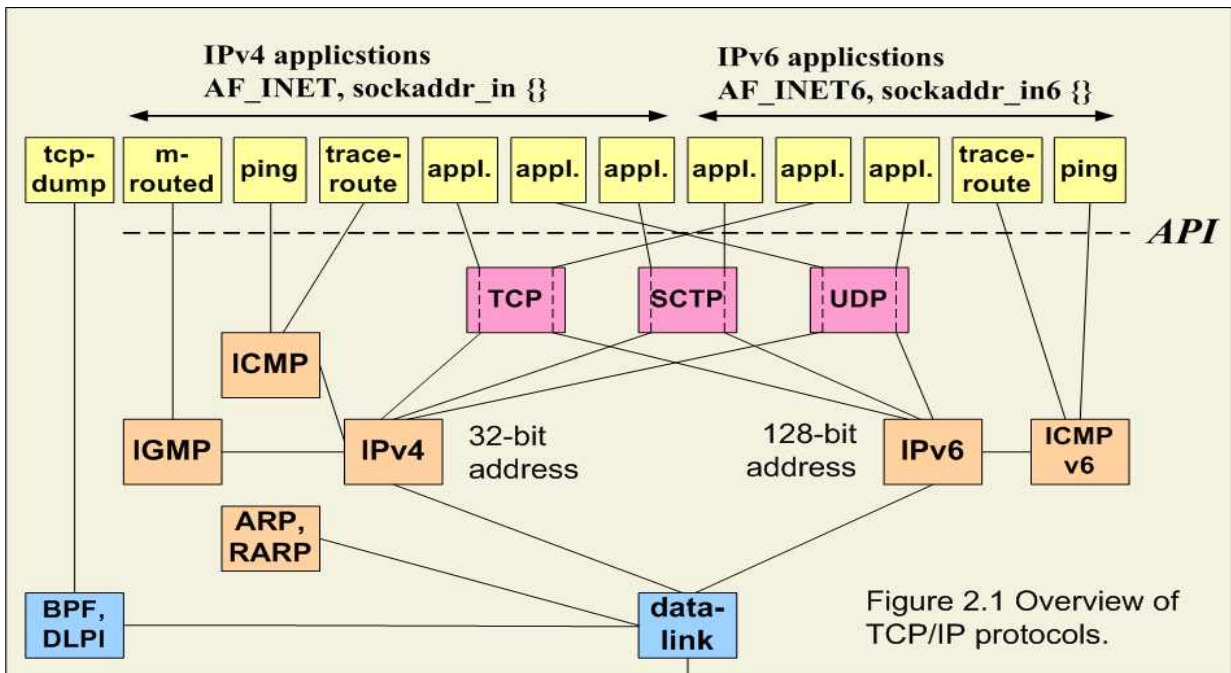 IPv4 applicstions
AF_INET, sockaddr_in {}
IPv6 applictions
AF_INET6, sockaddr_in6 {}
tcp-
dump
m-
routed
ping
trace-
route
appl.
appl.
appl.
appl.
appl.
appl.
trace-
route
ping
API
TCP
SCTP
UDP
ICMP
IGMP
IPv4
32-bit
address
128-bit
address
IPv6
ICMP
v6
ARP,
RARP
BPF,
DLPI
data-
link
Figure 2.1 Overview of
TCP/IP protocols.